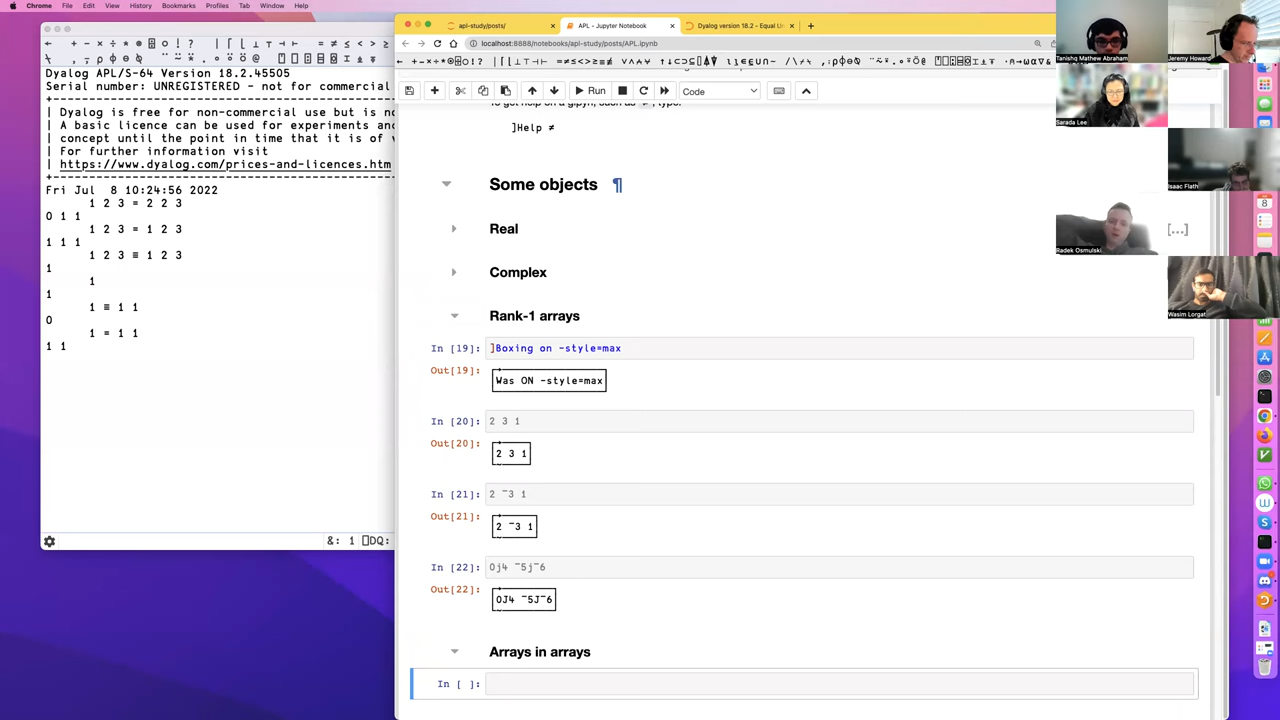 Chrome File Edit View History Bookmarks Profiles Tab Window Help
Dyalog APL/S-64 Version 18.2.45505
Serial number: UNREGISTERED - not for commercial
| Dyalog is free for non-commercial use but is no
| A basic licence can be used for experiments and
| concept until the point in time that it is of v
| For further information visit
| https://www.dyalog.com/prices-and-licences.htm
Fri Jul 8 10:24:56 2022
1 2 3 = 2 2 3
0 1 1
1 2 3 = 1 2 3
1 1 1
1 2 3 ≡ 1 2 3
1
1
1
1 ≡ 1 1
0
1 = 1 1
1 1
&: 1 ⎕DQ:
apl-study/posts/
APL - Jupyter Notebook
Dyalog version 18.2 - Equal U
localhost:8888/notebooks/apl-study/posts/APL.ipynb
Run
Code
]Help ≠
Some objects ¶
Real
[...]
Complex
Rank-1 arrays
In [19]: ]Boxing on -style=max
Out[19]: Was ON -style=max
In [20]: 2 3 1
Out[20]: 2 3 1
In [21]: 2 ¯3 1
Out[21]: 2 ¯3 1
In [22]: 0j4 ¯5j¯6
Out[22]: 0J4 ¯5J¯6
Arrays in arrays
In [ ]:
Tanishq Mathew Abraham
Jeremy Howard
Sarada Lee
Isaac Flath
Radek Osmulski
Wasim Lorgat
8